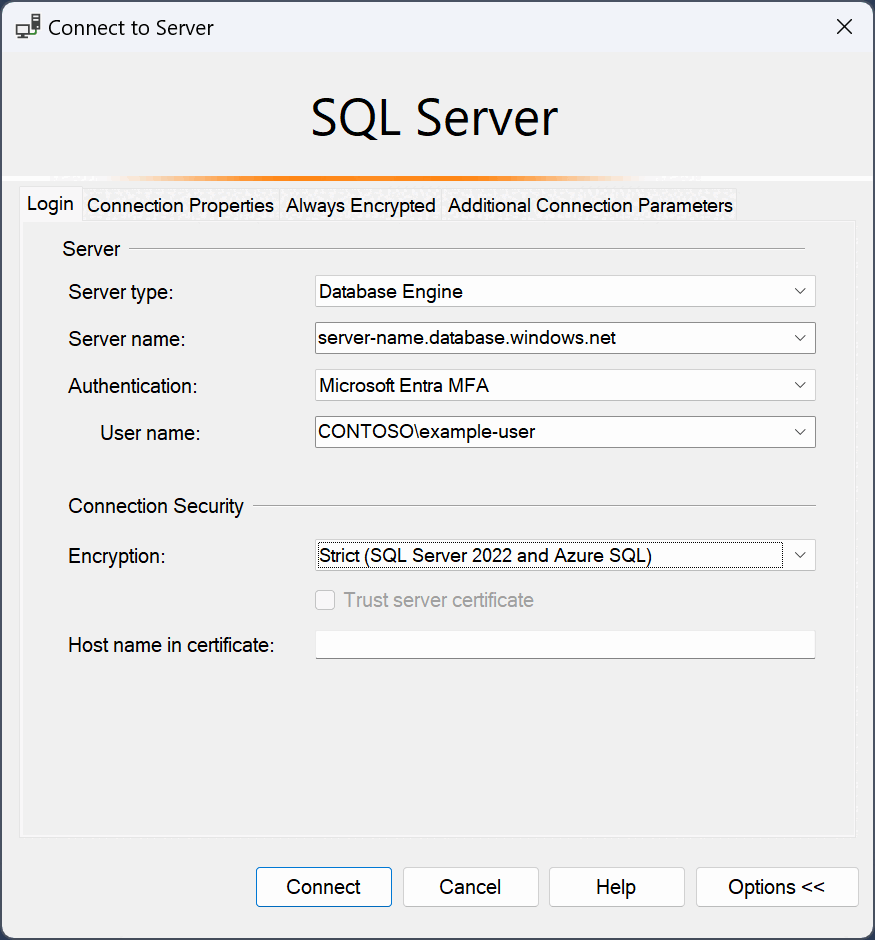 Connect to Server
SQL Server
Login Connection Properties Always Encrypted Additional Connection Parameters
Server
Server type: Database Engine
Server name: server-name.database.windows.net
Authentication: Microsoft Entra MFA
User name: CONTOSO\example-user
Connection Security
Encryption: Strict (SQL Server 2022 and Azure SQL)
Trust server certificate
Host name in certificate:
Connect Cancel Help Options <<